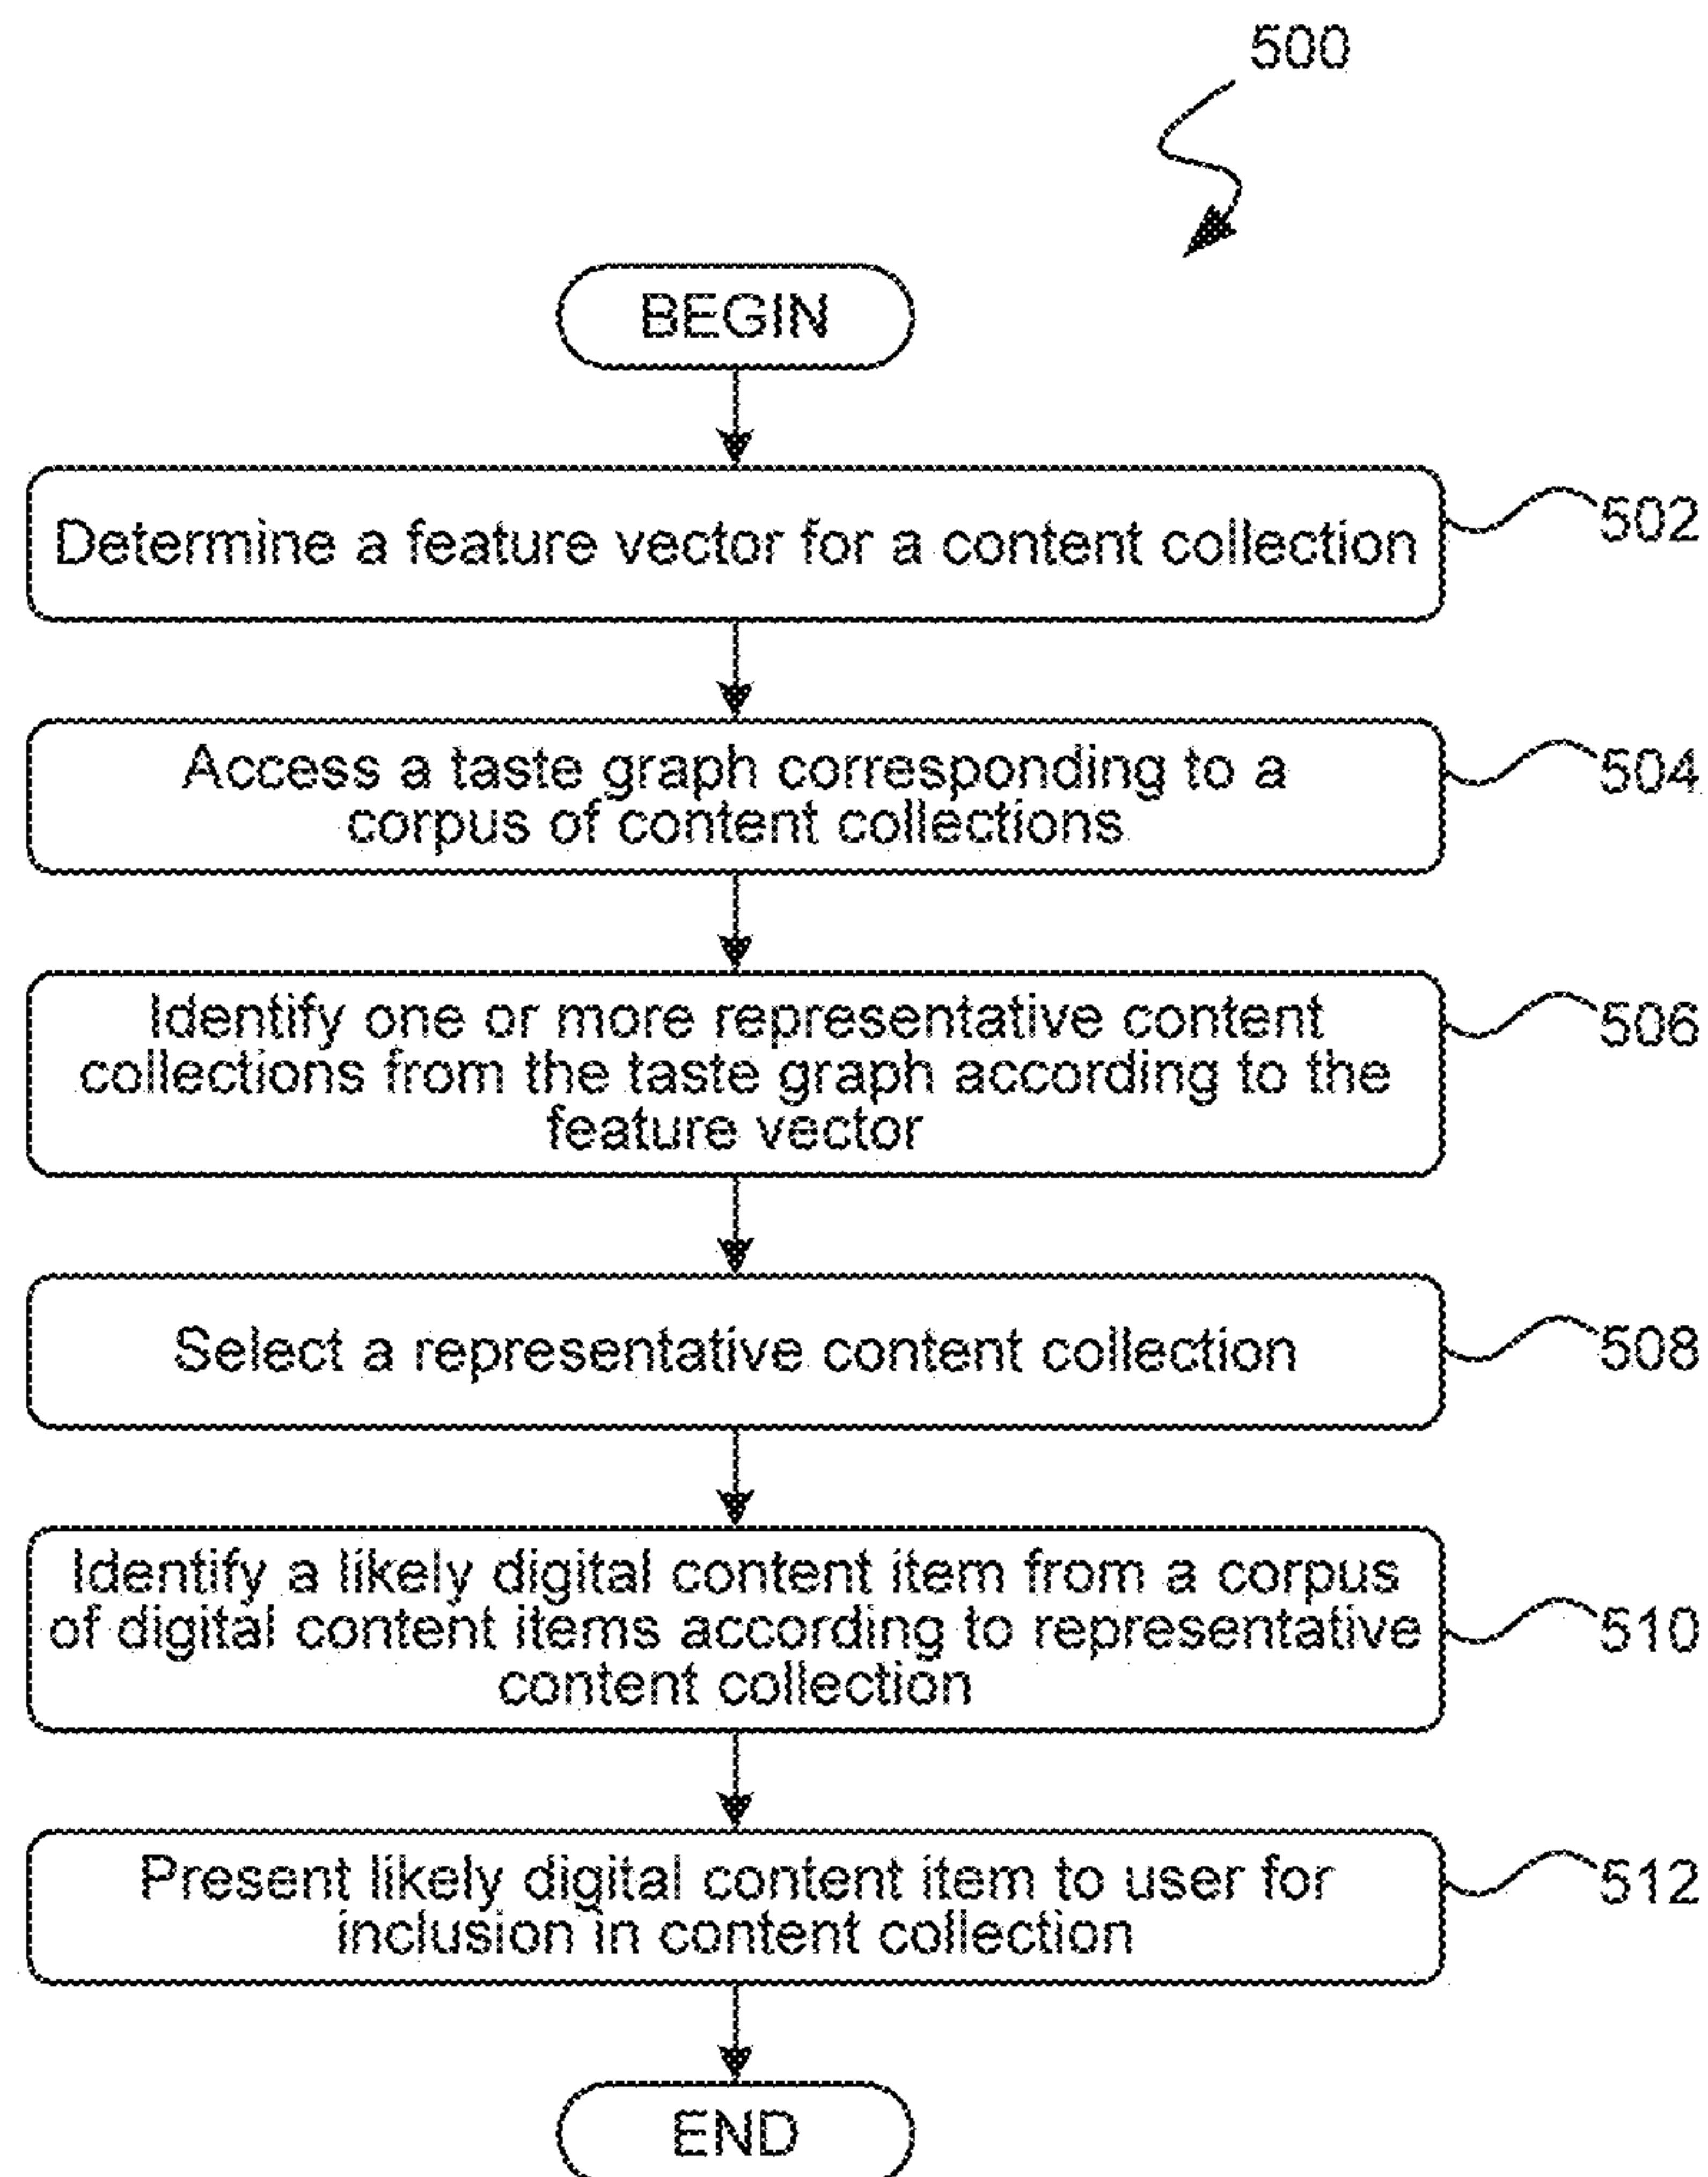 500
BEGIN
Determine a feature vector for a content collection
502
Access a taste graph corresponding to a
corpus of content collections
504
Identify one or more representative content
collections from the taste graph according to the
feature vector
506
Select a representative content collection
508
Identify a likely digital content item from a corpus
of digital content items according to representative
content collection
510
Present likely digital content item to user for
inclusion in content collection
512
END